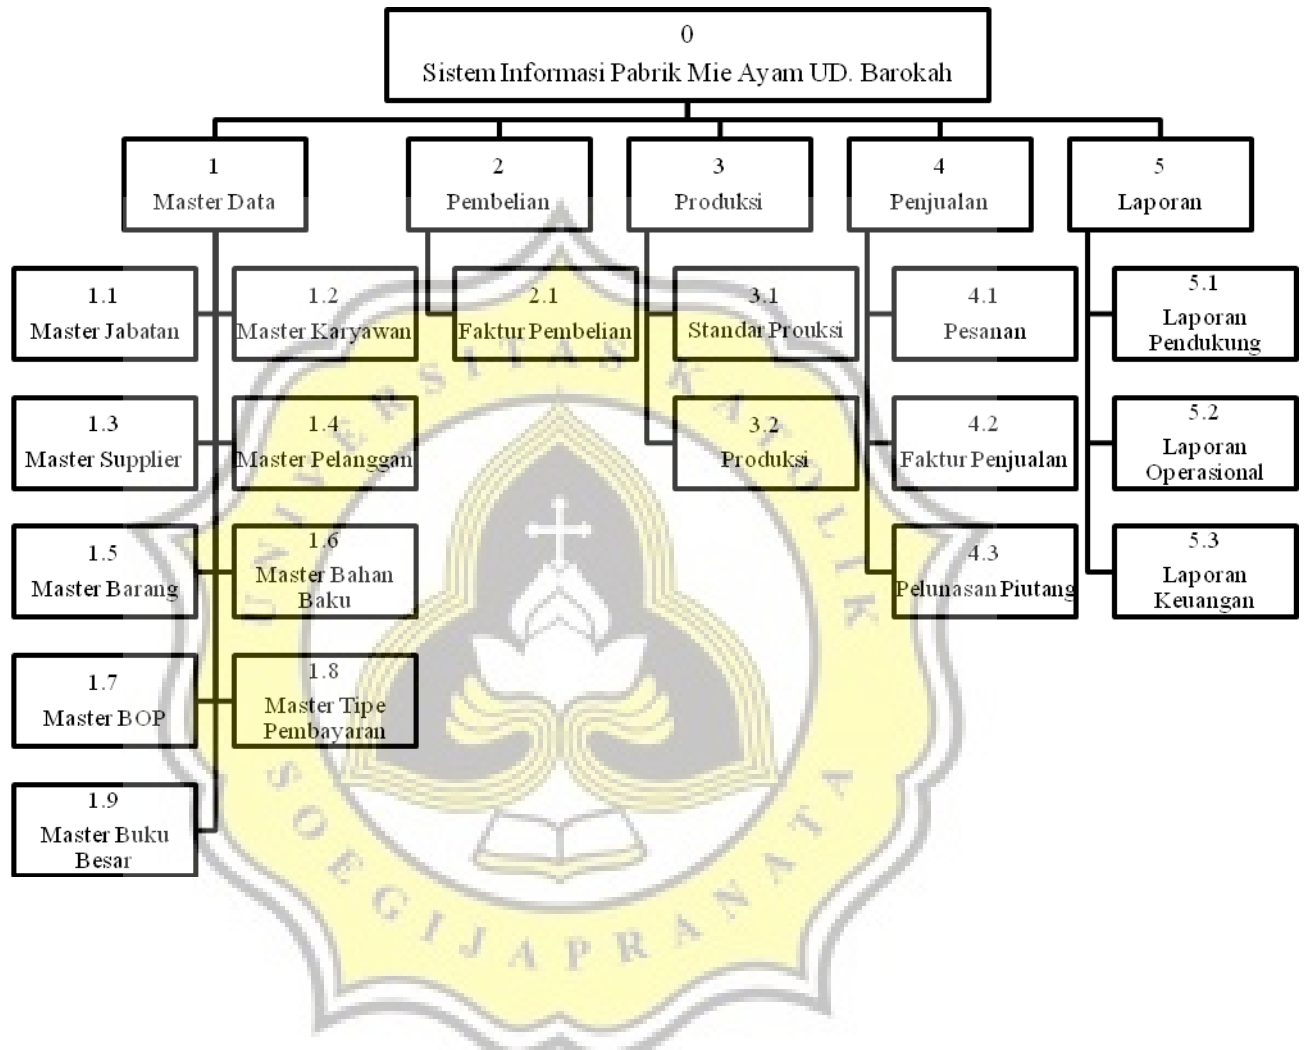 0
Sistem Informasi Pabrik Mie Ayam UD. Barokah
1
Master Data
2
Pembelian
3
Produksi
4
Penjualan
5
Laporan
1.1
Master Jabatan
1.2
Master Karyawan
2.1
Faktur Pembelian
3.1
Standar Prouksi
4.1
Pesanan
5.1
Laporan
Pendukung
1.3
Master Supplier
1.4
Master Pelanggan
3.2
Produksi
4.2
Faktur Penjualan
5.2
Laporan
Operasional
1.5
Master Barang
1.6
Master Bahan
Baku
4.3
Pelunasan Piutang
5.3
Laporan
Keuangan
1.7
Master BOP
1.8
Master Tipe
Pembayaran
1.9
Master Buku
Besar
UNIVERSITAS KATOLIK
SOEGIJAPRANATA